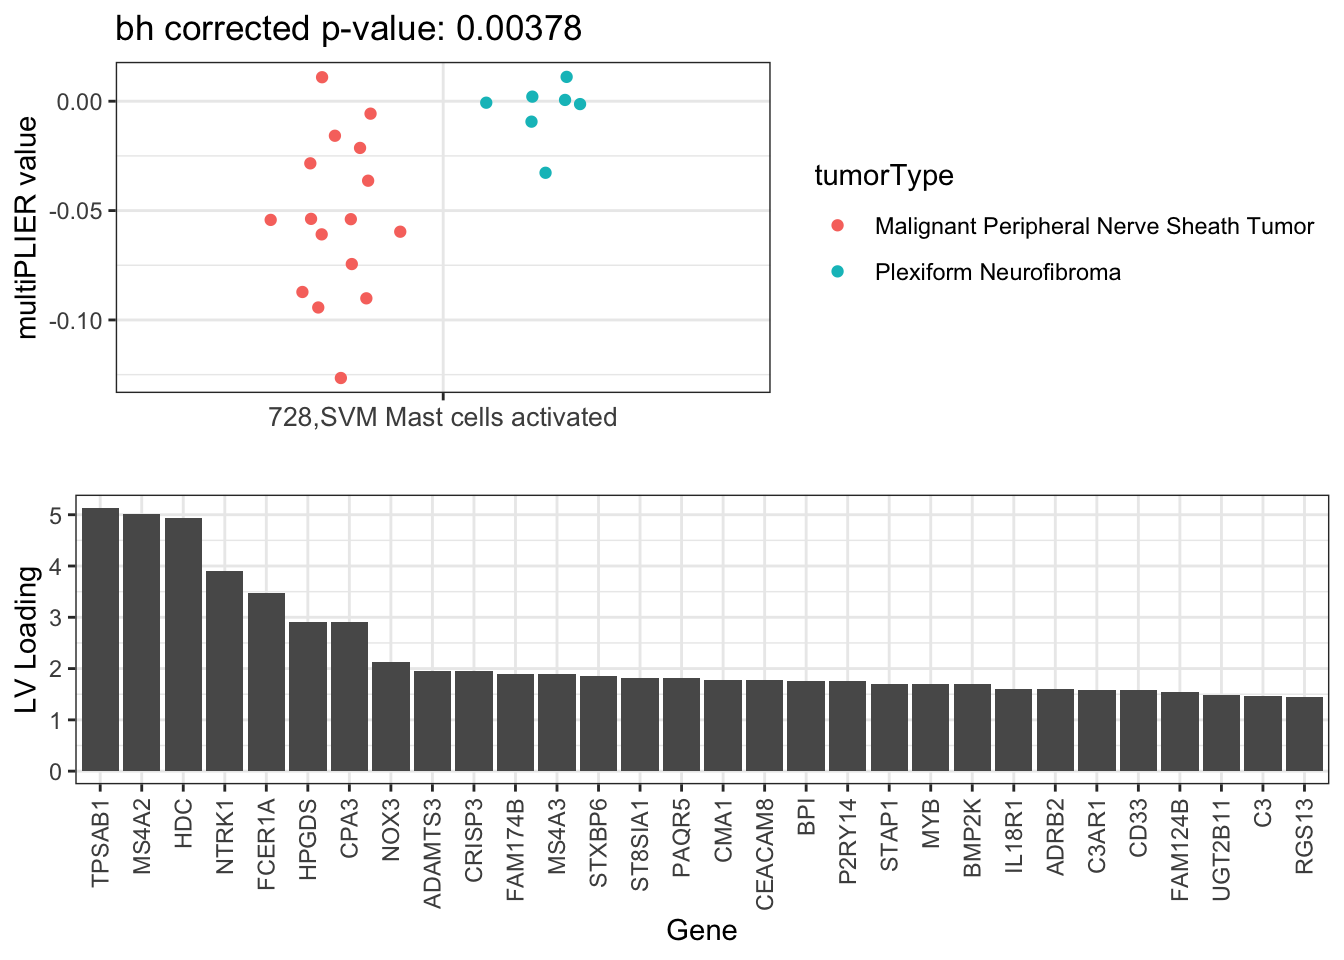 bh corrected p-value: 0.00378
multiPLIER value
0.00
-0.05
-0.10
728,SVM Mast cells activated
tumorType
Malignant Peripheral Nerve Sheath Tumor
Plexiform Neurofibroma
LV Loading
5
4
3
2
1
0
TPSAB1
MS4A2
HDC
NTRK1
FCER1A
HPGDS
CPA3
NOX3
ADAMTS3
CRISP3
FAM174B
MS4A3
STXBP6
ST8SIA1
PAQR5
CMA1
CEACAM8
BPI
P2RY14
STAP1
MYB
BMP2K
IL18R1
ADRB2
C3AR1
CD33
FAM124B
UGT2B11
C3
RGS13
Gene